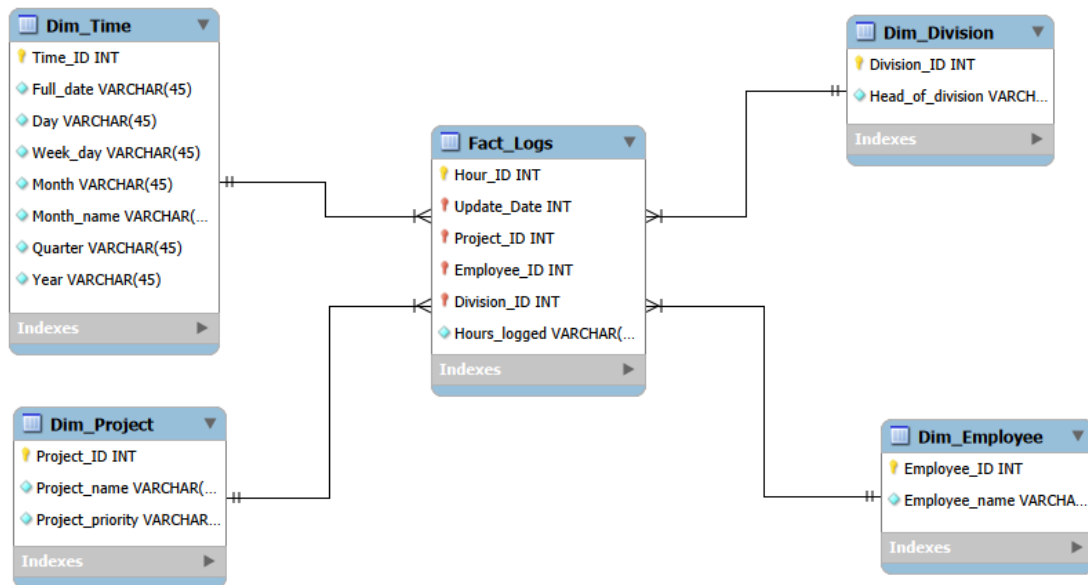 Dim_Time
Time_ID INT
Full_date VARCHAR(45)
Day VARCHAR(45)
Week_day VARCHAR(45)
Month VARCHAR(45)
Month_name VARCHAR(...
Quarter VARCHAR(45)
Year VARCHAR(45)
Indexes
Dim_Division
Division_ID INT
Head_of_division VARCH...
Indexes
Fact_Logs
Hour_ID INT
Update_Date INT
Project_ID INT
Employee_ID INT
Division_ID INT
Hours_logged VARCHAR(...
Indexes
Dim_Project
Project_ID INT
Project_name VARCHAR(...
Project_priority VARCHAR...
Indexes
Dim_Employee
Employee_ID INT
Employee_name VARCHA...
Indexes